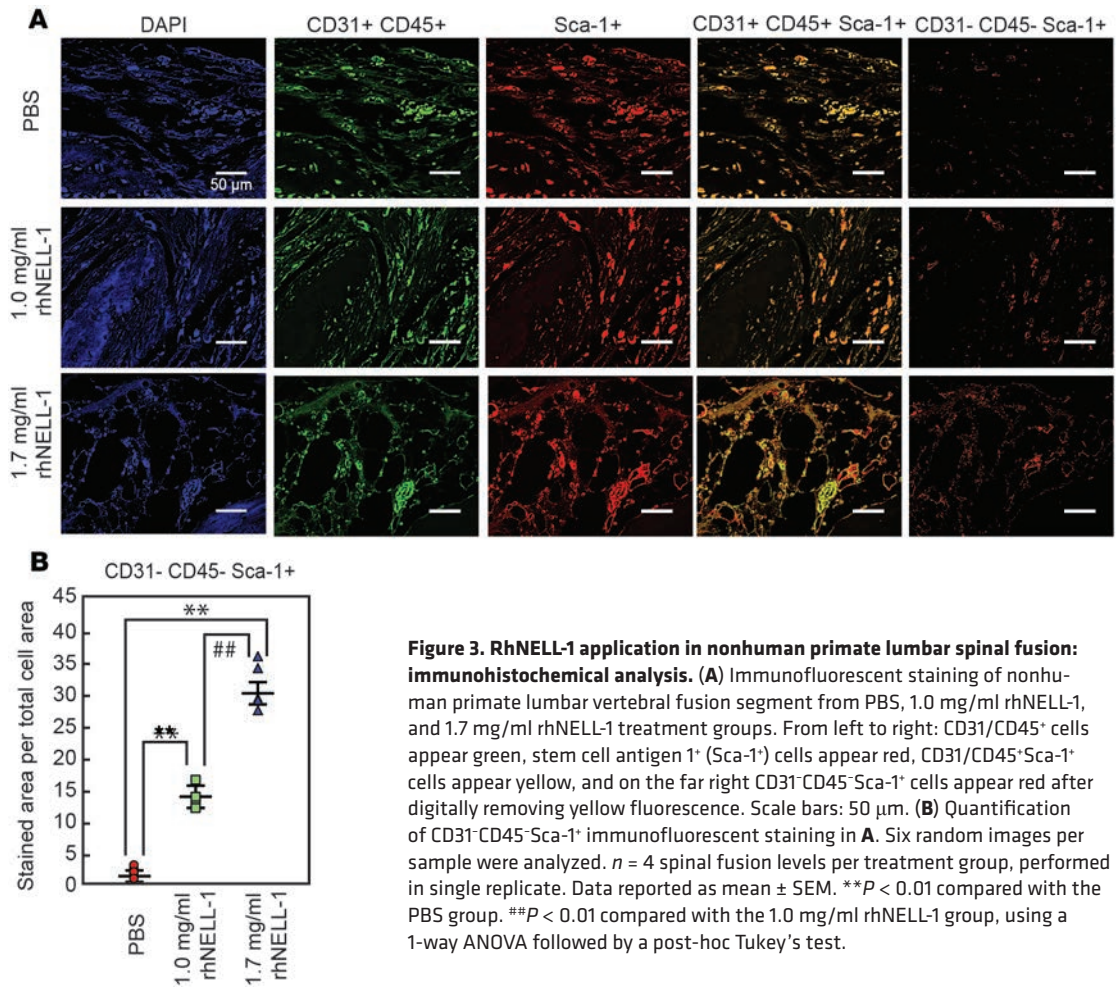 A
DAPI
CD31+ CD45+
Sca-1+
CD31+ CD45+ Sca-1+
CD31- CD45- Sca-1+
PBS
50 μm
1.0 mg/ml
rhNELL-1
1.7 mg/ml
rhNELL-1
B
CD31- CD45- Sca-1+
Stained area per total cell area
45
40
35
30
25
20
15
10
5
0
**
##
**
PBS
1.0 mg/ml
rhNELL-1
1.7 mg/ml
rhNELL-1
Figure 3. RhNELL-1 application in nonhuman primate lumbar spinal fusion:
immunohistochemical analysis. (A) Immunofluorescent staining of nonhu-
man primate lumbar vertebral fusion segment from PBS, 1.0 mg/ml rhNELL-1,
and 1.7 mg/ml rhNELL-1 treatment groups. From left to right: CD31/CD45⁺ cells
appear green, stem cell antigen 1⁺ (Sca-1⁺) cells appear red, CD31/CD45⁺Sca-1⁺
cells appear yellow, and on the far right CD31⁻CD45⁻Sca-1⁺ cells appear red after
digitally removing yellow fluorescence. Scale bars: 50 μm. (B) Quantification
of CD31⁻CD45⁻Sca-1⁺ immunofluorescent staining in A. Six random images per
sample were analyzed. n = 4 spinal fusion levels per treatment group, performed
in single replicate. Data reported as mean ± SEM. **P < 0.01 compared with the
PBS group. ##P < 0.01 compared with the 1.0 mg/ml rhNELL-1 group, using a
1-way ANOVA followed by a post-hoc Tukey's test.